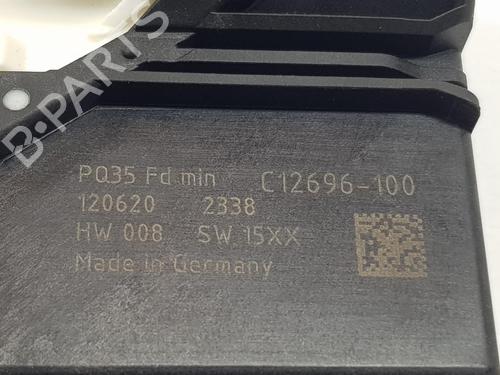 B-PARTS
PQ35 Fd min C12696-100
120620 2338
HW 008 SW 15XX
Made in Germany